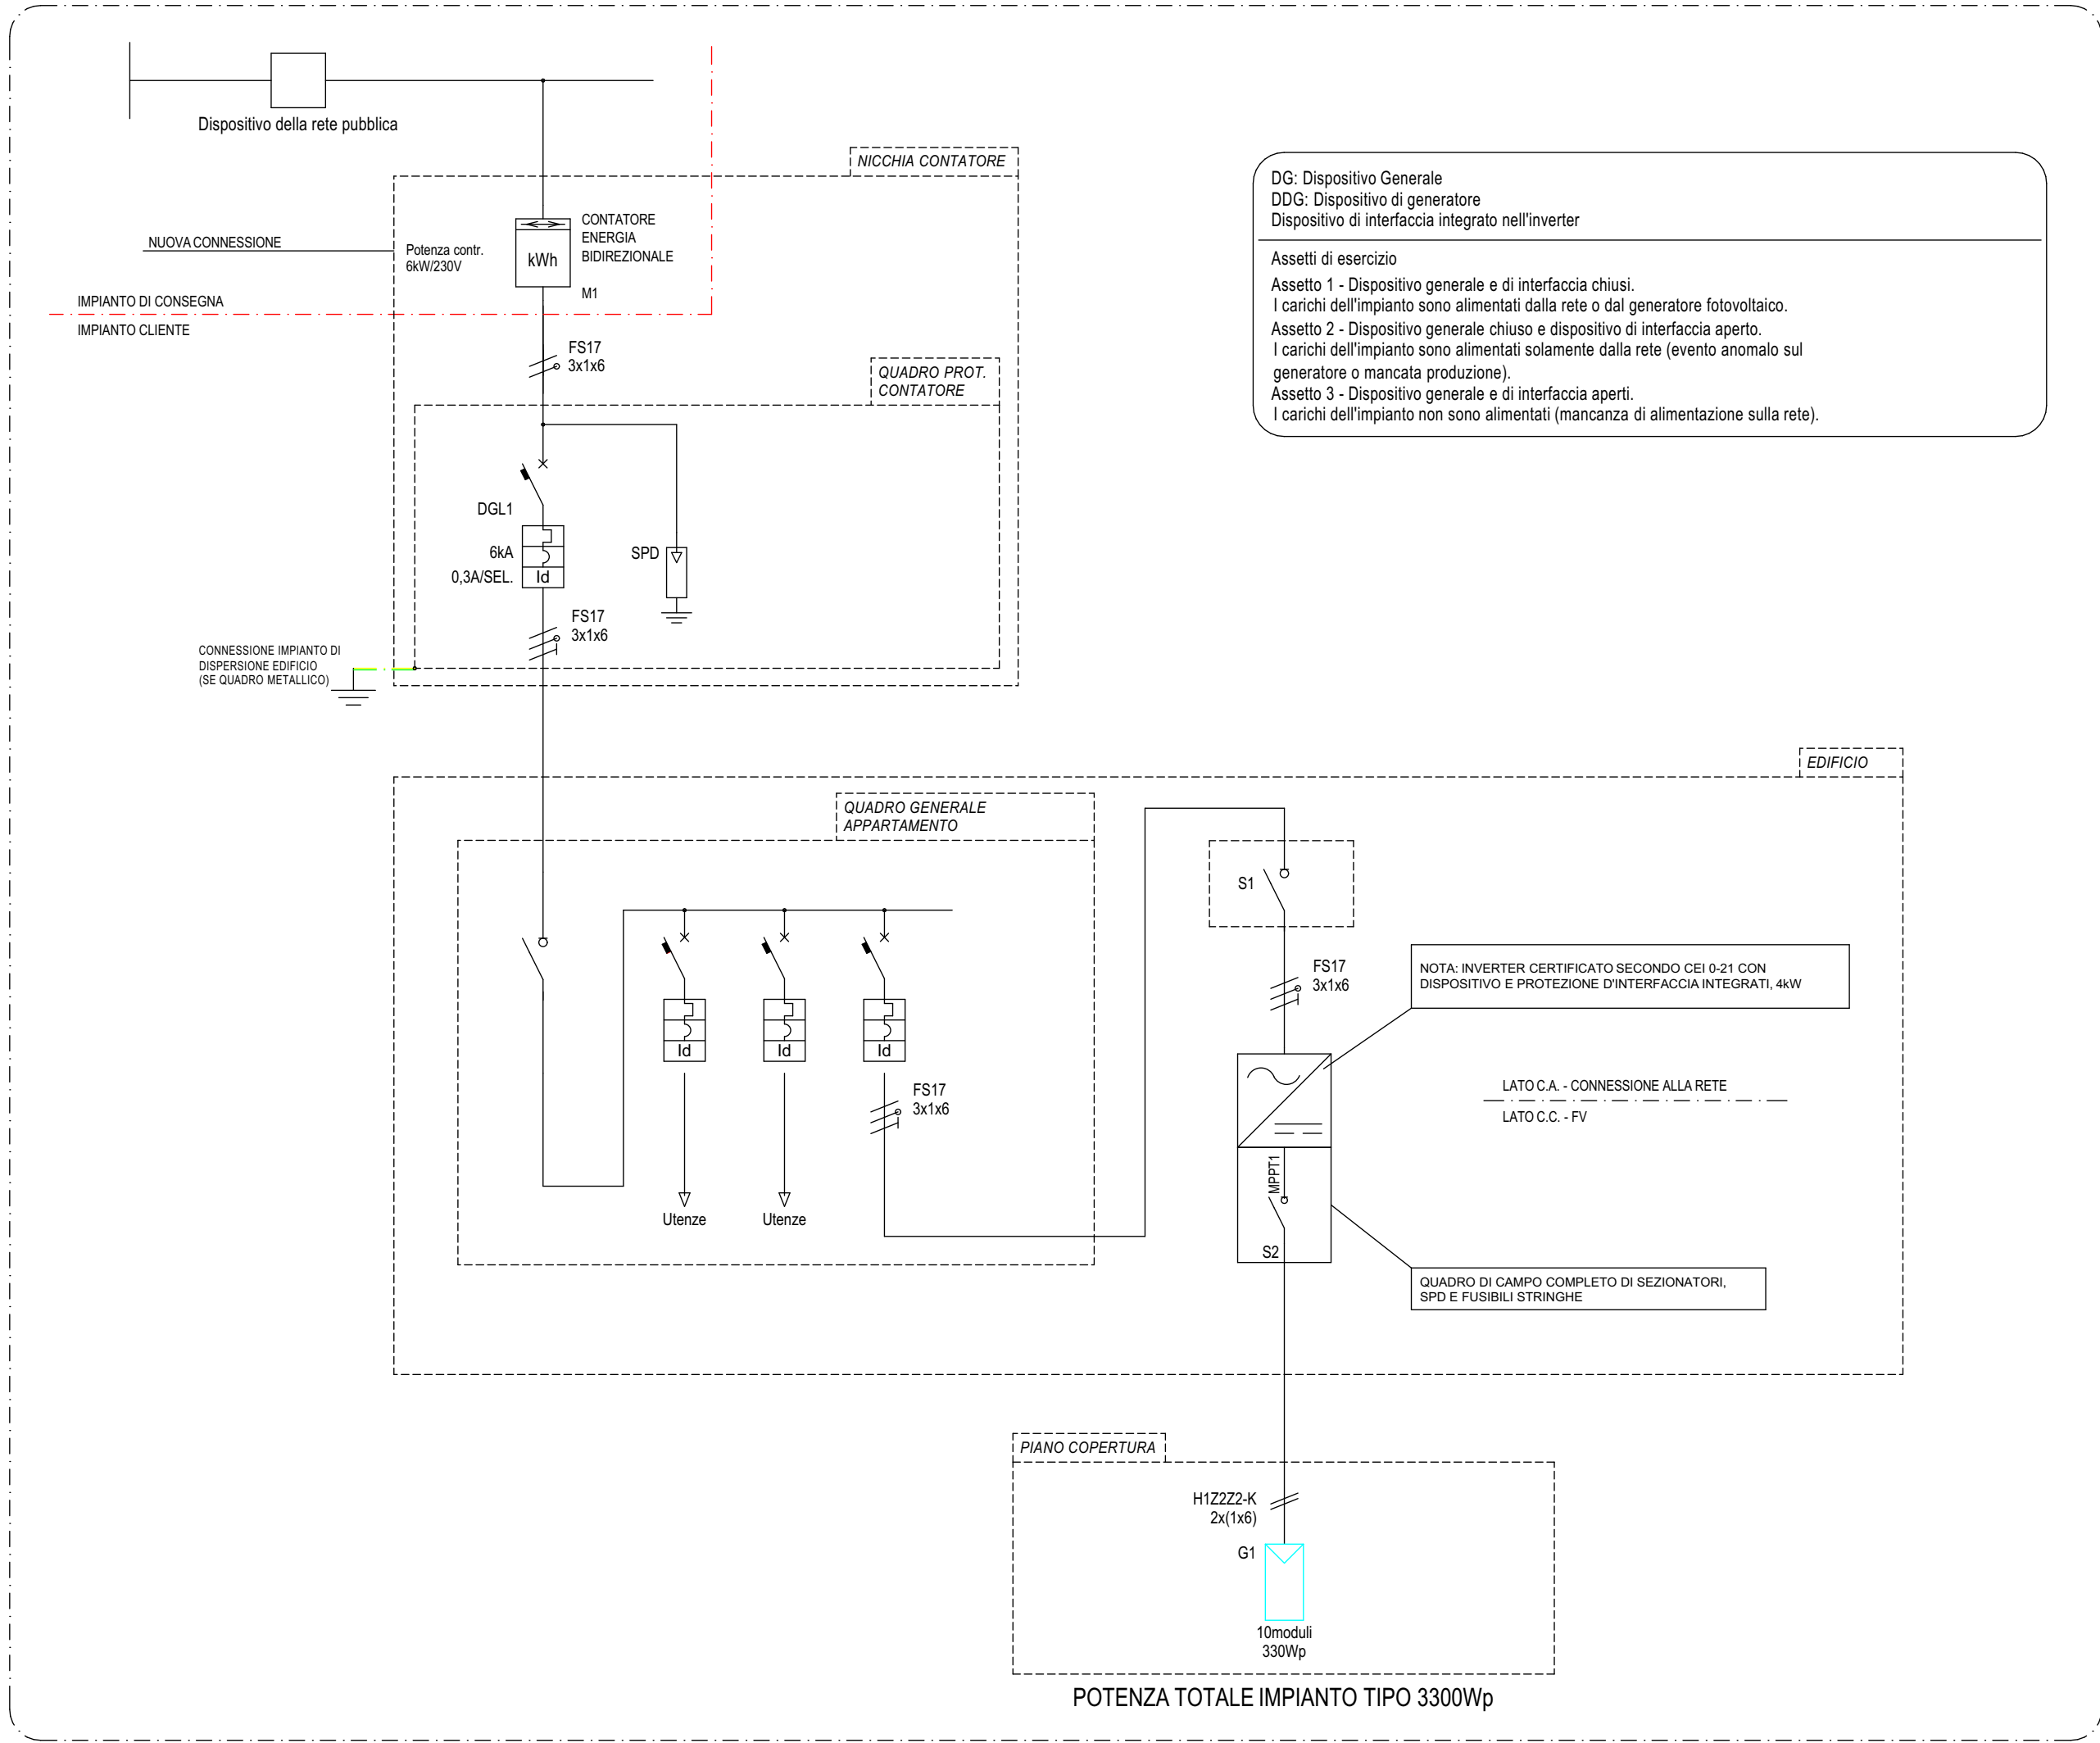 Dispositivo della rete pubblica
NICCHIA CONTATORE
NUOVA CONNESSIONE
Potenza contr.
6kW/230V
kWh
CONTATORE
ENERGIA
BIDIREZIONALE
M1
IMPIANTO DI CONSEGNA
IMPIANTO CLIENTE
FS17
3x1x6
QUADRO PROT.
CONTATORE
DGL1
6kA
0,3A/SEL.
Id
SPD
FS17
3x1x6
CONNESSIONE IMPIANTO DI
DISPERSIONE EDIFICIO
(SE QUADRO METALLICO)
DG: Dispositivo Generale
DDG: Dispositivo di generatore
Dispositivo di interfaccia integrato nell'inverter
Assetti di esercizio
Assetto 1 - Dispositivo generale e di interfaccia chiusi.
I carichi dell'impianto sono alimentati dalla rete o dal generatore fotovoltaico.
Assetto 2 - Dispositivo generale chiuso e dispositivo di interfaccia aperto.
I carichi dell'impianto sono alimentati solamente dalla rete (evento anomalo sul
generatore o mancata produzione).
Assetto 3 - Dispositivo generale e di interfaccia aperti.
I carichi dell'impianto non sono alimentati (mancanza di alimentazione sulla rete).
EDIFICIO
QUADRO GENERALE
APPARTAMENTO
Id
Id
Id
FS17
3x1x6
Utenze
Utenze
S1
FS17
3x1x6
NOTA: INVERTER CERTIFICATO SECONDO CEI 0-21 CON
DISPOSITIVO E PROTEZIONE D'INTERFACCIA INTEGRATI, 4kW
LATO C.A. - CONNESSIONE ALLA RETE
LATO C.C. - FV
MPPT1
S2
QUADRO DI CAMPO COMPLETO DI SEZIONATORI,
SPD E FUSIBILI STRINGHE
PIANO COPERTURA
H1Z2Z2-K
2x(1x6)
G1
10moduli
330Wp
POTENZA TOTALE IMPIANTO TIPO 3300Wp